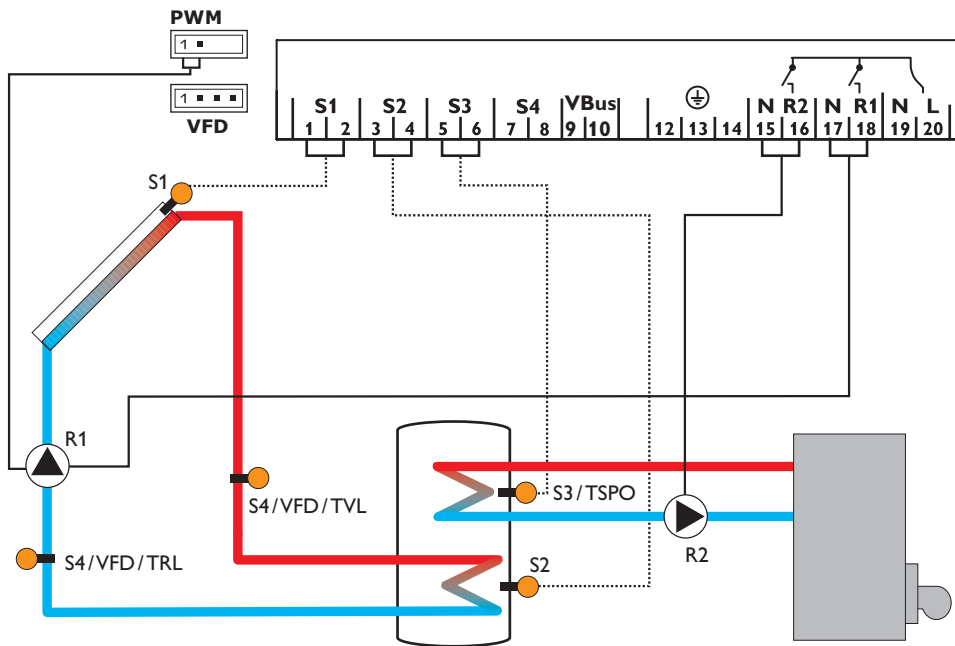 PWM
1
VFD
1
S1 S2 S3 S4 VBus N R2 N R1 N L
1 2 3 4 5 6 7 8 9 10 12 13 14 15 16 17 18 19 20
S1
R1
S4/VFD/TVL
S3/TSPO
R2
S4/VFD/TRL
S2